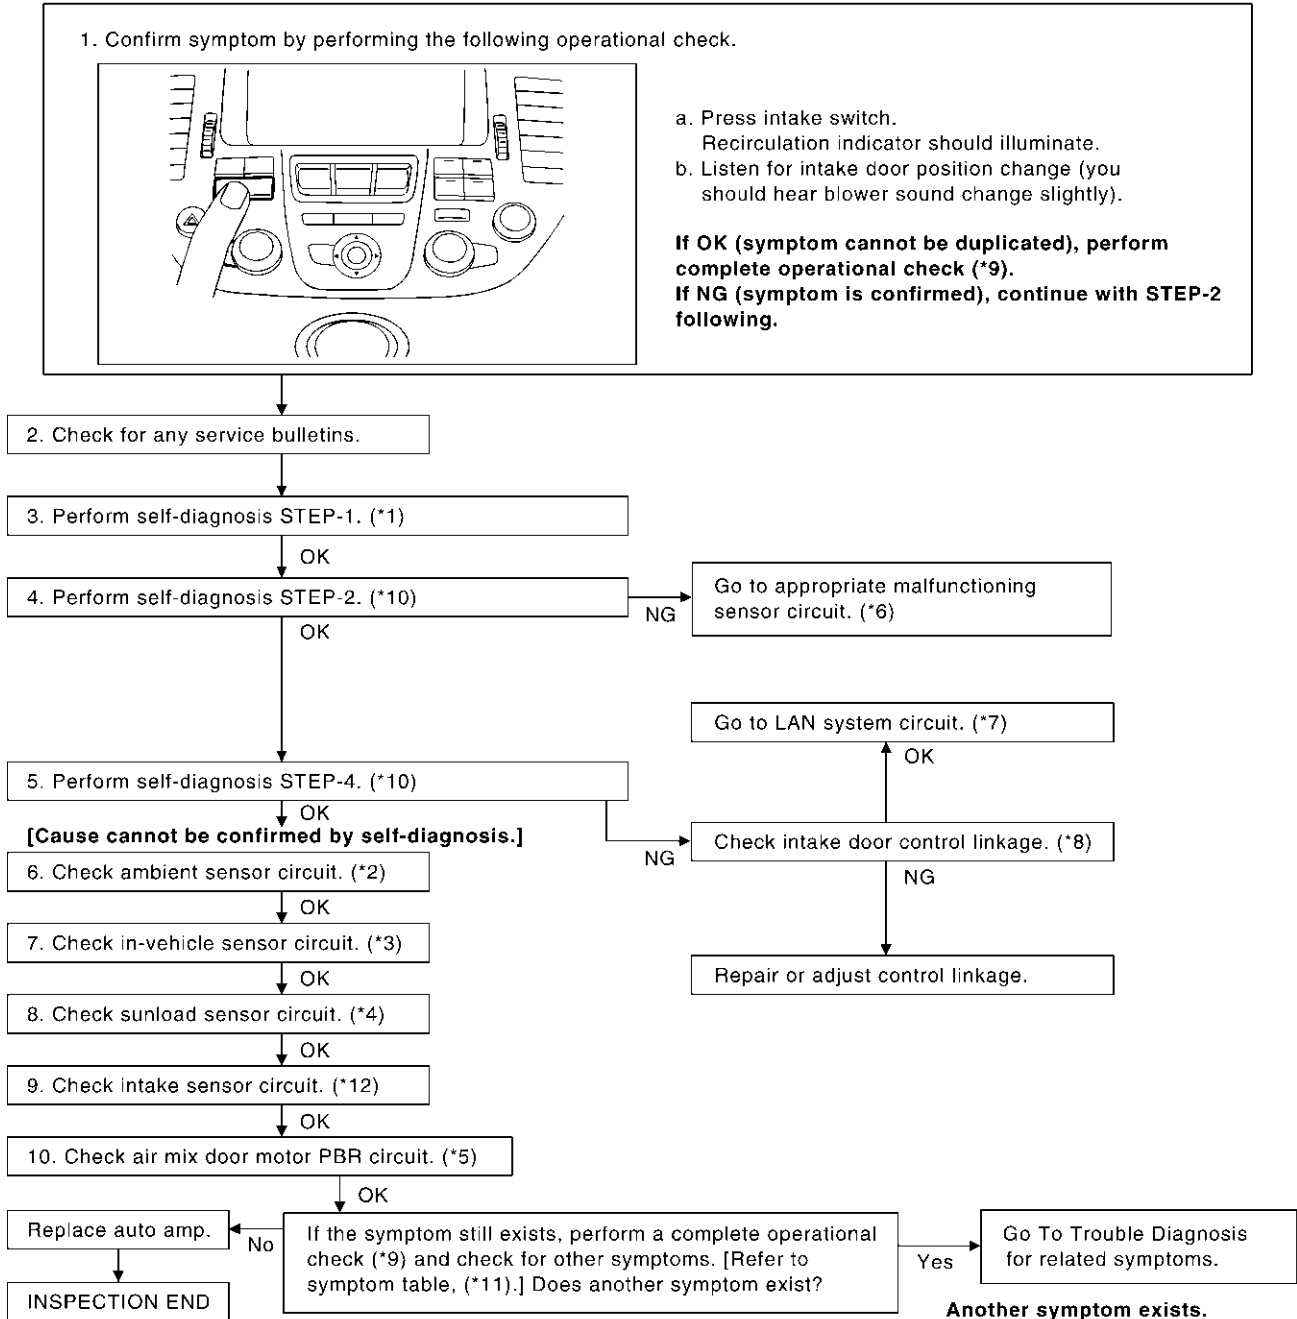 1. Confirm symptom by performing the following operational check.
a. Press intake switch.
Recirculation indicator should illuminate.
b. Listen for intake door position change (you
should hear blower sound change slightly).
If OK (symptom cannot be duplicated), perform
complete operational check (*9).
If NG (symptom is confirmed), continue with STEP-2
following.
2. Check for any service bulletins.
3. Perform self-diagnosis STEP-1. (*1)
OK
4. Perform self-diagnosis STEP-2. (*10)
NG
Go to appropriate malfunctioning
sensor circuit. (*6)
OK
Go to LAN system circuit. (*7)
OK
5. Perform self-diagnosis STEP-4. (*10)
OK
[Cause cannot be confirmed by self-diagnosis.]
NG
Check intake door control linkage. (*8)
NG
Repair or adjust control linkage.
6. Check ambient sensor circuit. (*2)
OK
7. Check in-vehicle sensor circuit. (*3)
OK
8. Check sunload sensor circuit. (*4)
OK
9. Check intake sensor circuit. (*12)
OK
10. Check air mix door motor PBR circuit. (*5)
OK
If the symptom still exists, perform a complete operational
check (*9) and check for other symptoms. [Refer to
symptom table, (*11).] Does another symptom exist?
No
Replace auto amp.
INSPECTION END
Yes
Go To Trouble Diagnosis
for related symptoms.
Another symptom exists.